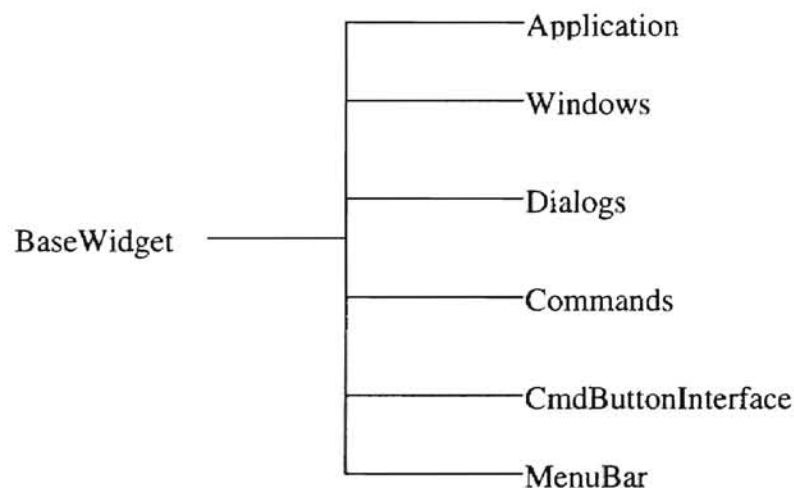 Application
Windows
Dialogs
BaseWidget
Commands
CmdButtonInterface
MenuBar